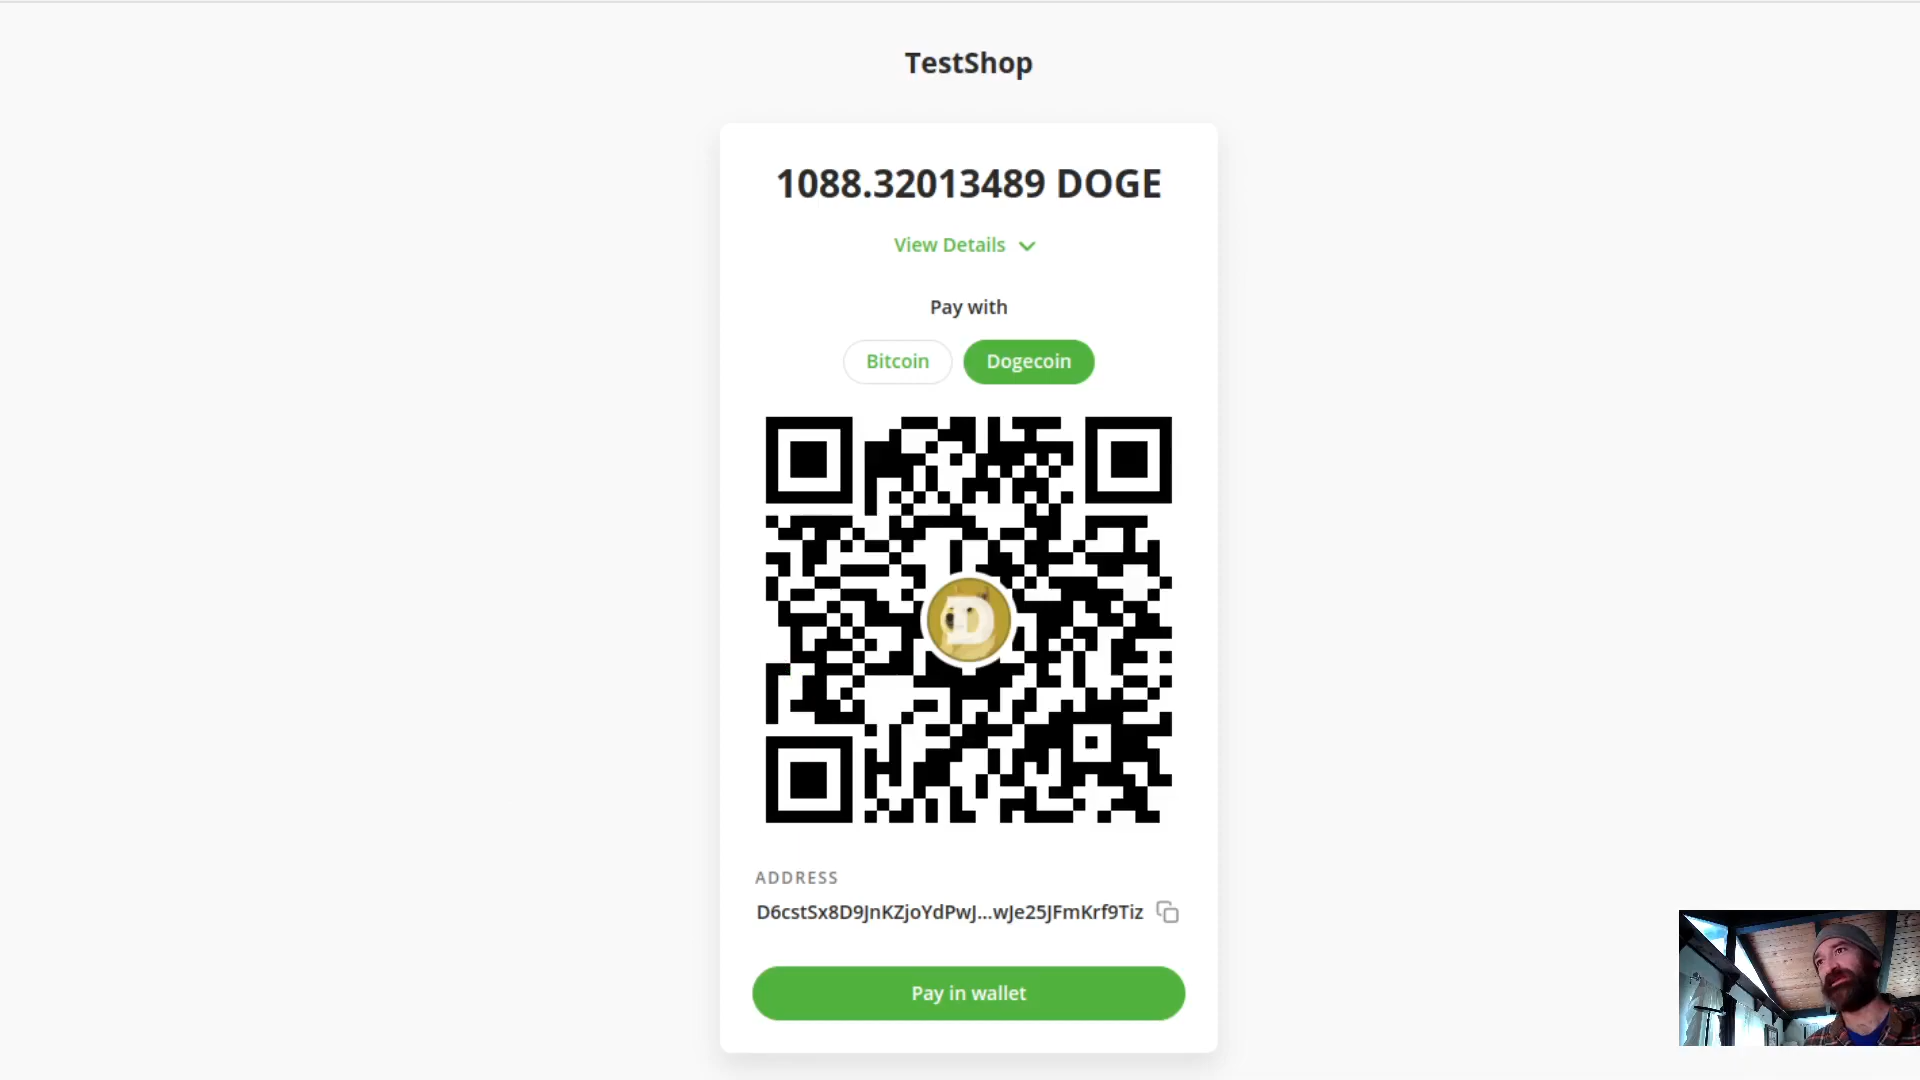 TestShop
1088.32013489 DOGE
View Details
Pay with
Bitcoin Dogecoin
ADDRESS
D6cstSx8D9JnKZjoYdPwJ...wJe25JFmKrf9Tiz
Pay in wallet